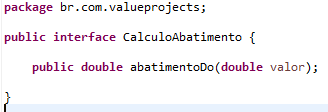 package br.com.valueprojects;
public interface CalculoAbatimento {
public double abatimentoDo(double valor);
}